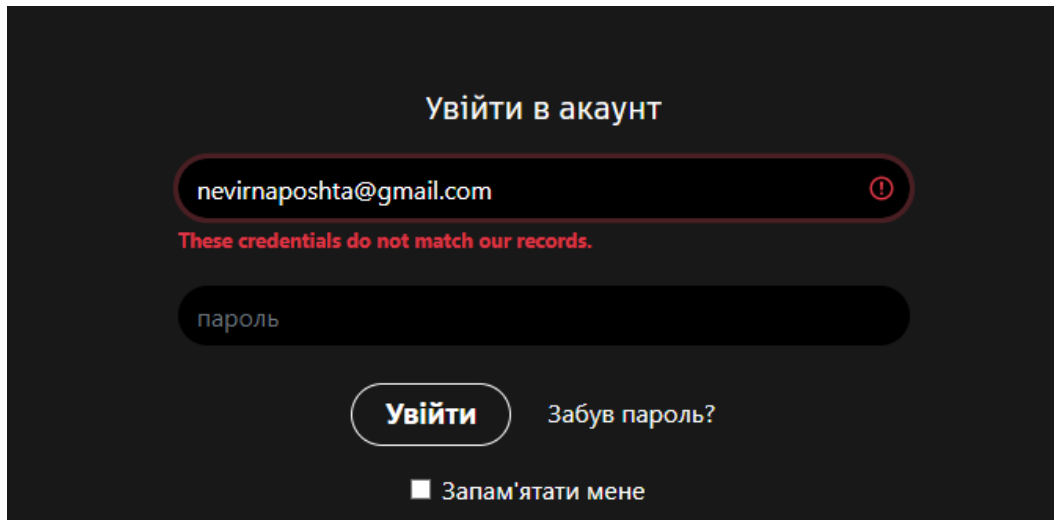 Увійти в акаунт
nevirnaposhta@gmail.com
These credentials do not match our records.
пароль
Увійти Забув пароль?
Запам'ятати мене